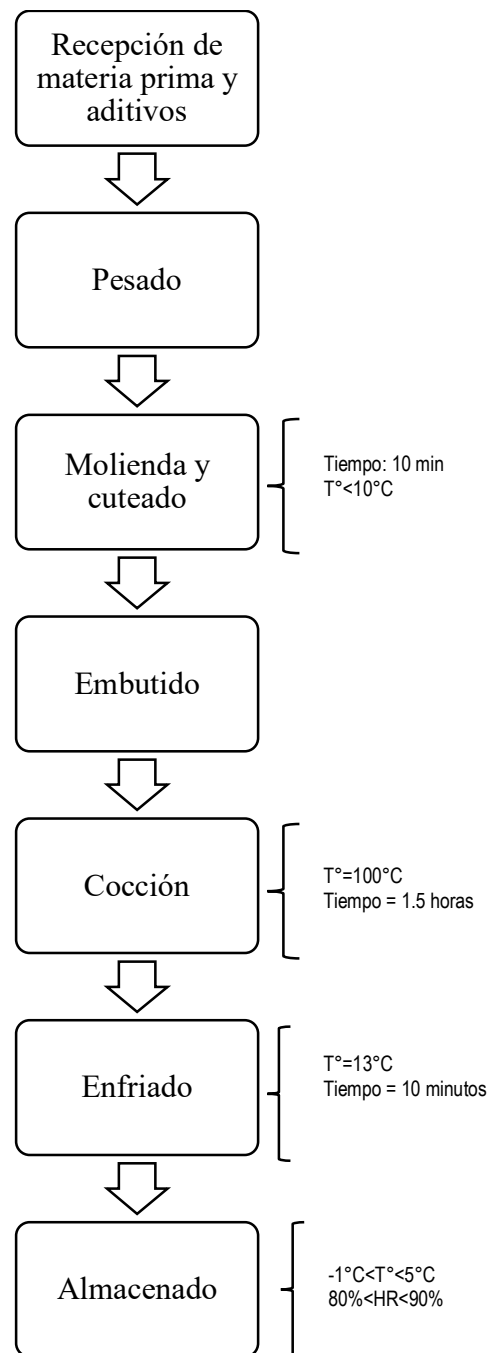 Recepción de
materia prima y
aditivos
Pesado
Molienda y
cuteado
Tiempo: 10 min
T°<10°C
Embutido
Cocción
T°=100°C
Tiempo = 1.5 horas
Enfriado
T°=13°C
Tiempo = 10 minutos
Almacenado
-1°C<T°<5°C
80%<HR<90%